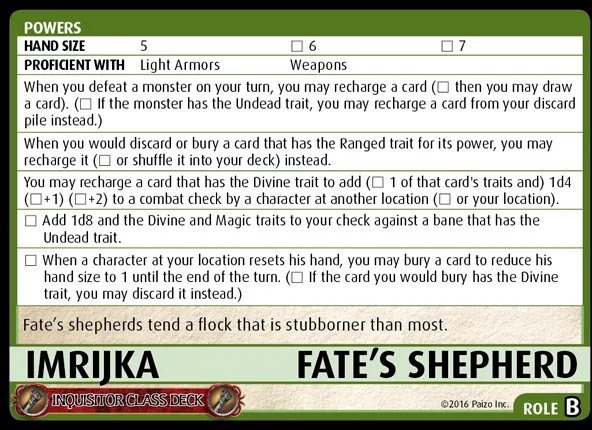 POWERS
HAND SIZE 5 □ 6 □ 7
PROFICIENT WITH Light Armors Weapons
When you defeat a monster on your turn, you may recharge a card (□ then you may draw
a card). (□ If the monster has the Undead trait, you may recharge a card from your discard
pile instead.)
When you would discard or bury a card that has the Ranged trait for its power, you may
recharge it (□ or shuffle it into your deck) instead.
You may recharge a card that has the Divine trait to add (□ 1 of that card's traits and) 1d4
(□+1) (□+2) to a combat check by a character at another location (□ or your location).
□ Add 1d8 and the Divine and Magic traits to your check against a bane that has the
Undead trait.
□ When a character at your location resets his hand, you may bury a card to reduce his
hand size to 1 until the end of the turn. (□ If the card you would bury has the Divine
trait, you may discard it instead.)
Fate's shepherds tend a flock that is stubborner than most.
IMRIJKA FATE'S SHEPHERD
INQUISITOR CLASS DECK
©2016 Paizo Inc. ROLE B